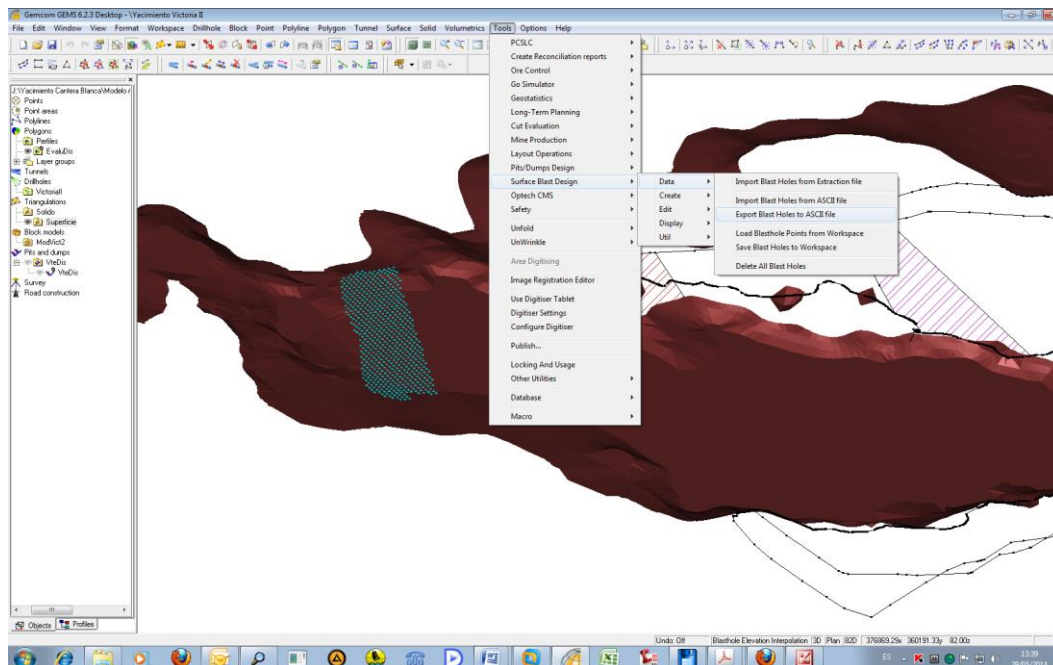 Gemcom GEMS 6.2.3 Desktop - \Yacimiento Victoria II
File Edit Window View Format Workspace Drillhole Block Point Polyline Polygon Tunnel Surface Solid Volumetrics Tools Options Help
J:\Yacimiento Cantera Blanca\Modelo
Points
Point areas
Polylines
Polygons
Perfiles
EvaluDis
Layer groups
Tunnels
Drillholes
VictoriaII
Triangulations
Solido
Superficie
Block models
ModVict2
Pits and dumps
VteDis
VteDis
Survey
Road construction
Objects Profiles
PCSLC
Create Reconciliation reports
Ore Control
Go Simulator
Geostatistics
Long-Term Planning
Cut Evaluation
Mine Production
Layout Operations
Pits/Dumps Design
Surface Blast Design
Optech CMS
Safety
Unfold
UnWrinkle
Area Digitising
Image Registration Editor
Use Digitiser Tablet
Digitiser Settings
Configure Digitiser
Publish...
Locking And Usage
Other Utilities
Database
Macro
Data
Create
Edit
Display
Util
Import Blast Holes from Extraction file
Import Blast Holes from ASCII file
Export Blast Holes to ASCII file
Load Blasthole Points from Workspace
Save Blast Holes to Workspace
Delete All Blast Holes
Undo: Off Blasthole Elevation Interpolation 3D Plan 82D 376869.29x 360191.33y 82.00z
ES 13:39